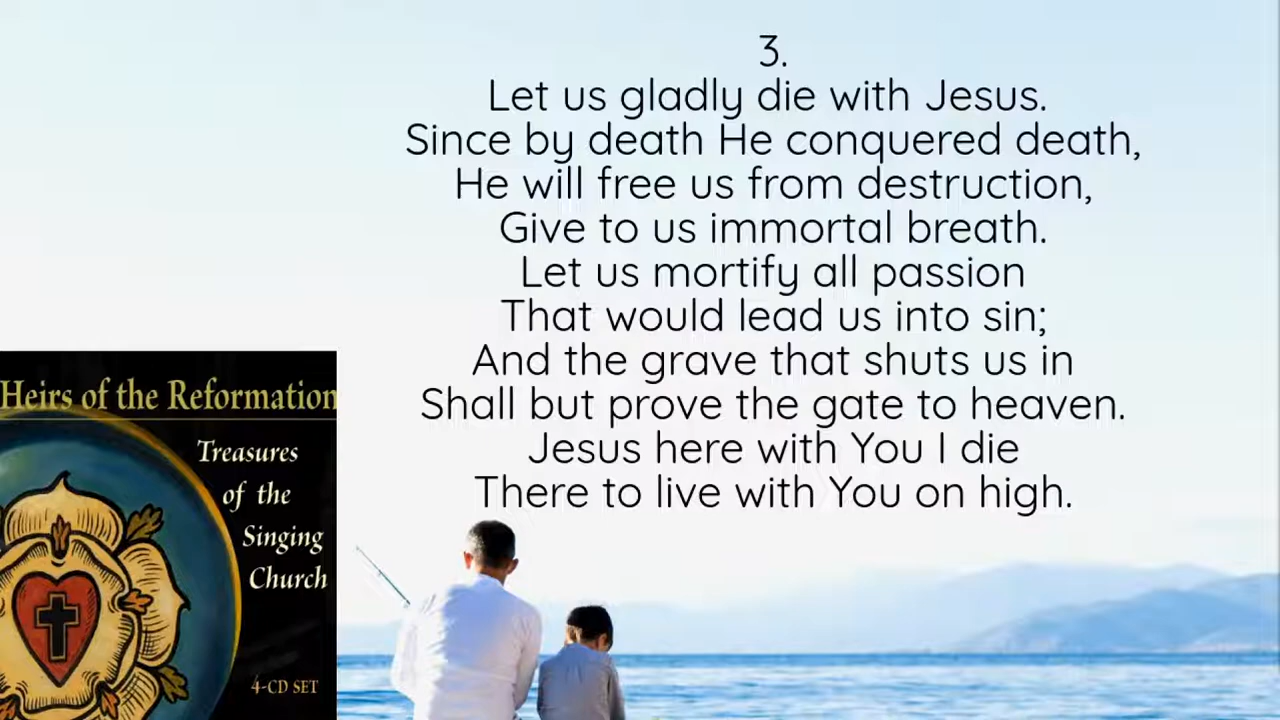 3.
Let us gladly die with Jesus.
Since by death He conquered death,
He will free us from destruction,
Give to us immortal breath.
Let us mortify all passion
That would lead us into sin;
And the grave that shuts us in
Shall but prove the gate to heaven.
Jesus here with You I die
There to live with You on high.
Heirs of the Reformation
Treasures
of the
Singing
Church
4-CD SET